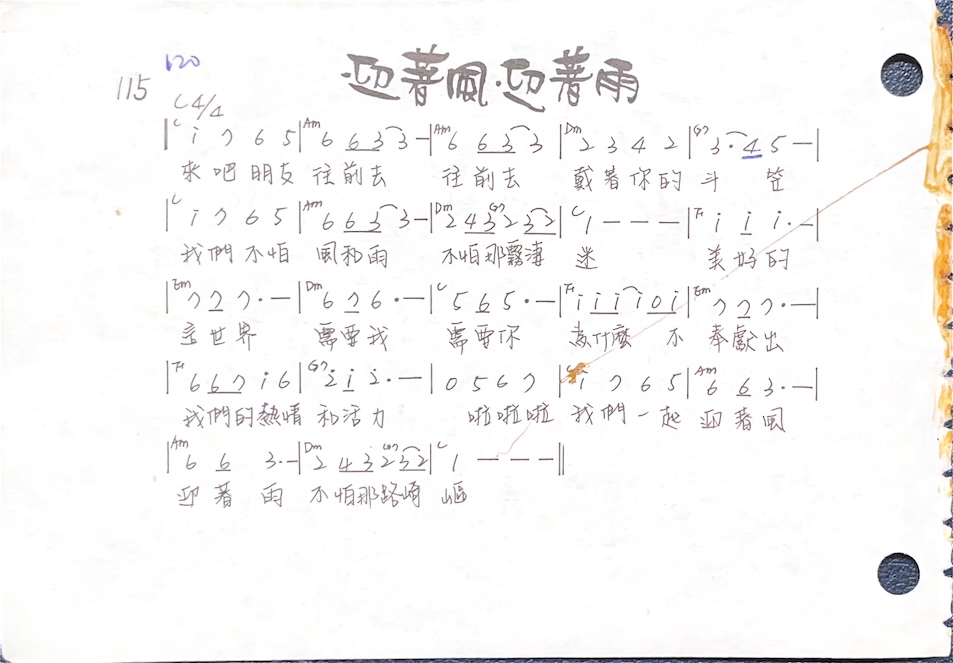 120
115
迎著風·迎著雨
C 4/4
|C i 7 6 5 |Am 6 6 3 3 – |Am 6 6 3 3 |Dm 2 3 4 2 |G7 3· 4 5 – |
來吧朋友 往前去 往前去 戴著你的斗 笠
|C i 7 6 5 |Am 6 6 3 3 – |Dm 2 4 3 G7 2 3 2 |C 1 – – – |F i i i· – |
我們不怕 風和雨 不怕那霧淒 迷 美好的
|Em 7 7 7· – |Dm 6 7 6· – |C 5 6 5· – |F i i i i 0 i |Em 7 2 7· – |
世界 需要我 需要你 為什麼 不 奉獻出
|F 6 6 7 i 6 |G7 2 i 2· – | 0 5 6 7 |C i 7 6 5 |Am 6 6 3· – |
我們的熱情 和活力 啦啦啦 我們一起 迎著風
|Am 6 6 3· – |Dm 2 4 3 G7 2 3 2 |C 1 – – – ||
迎著 雨 不怕那路崎 嶇